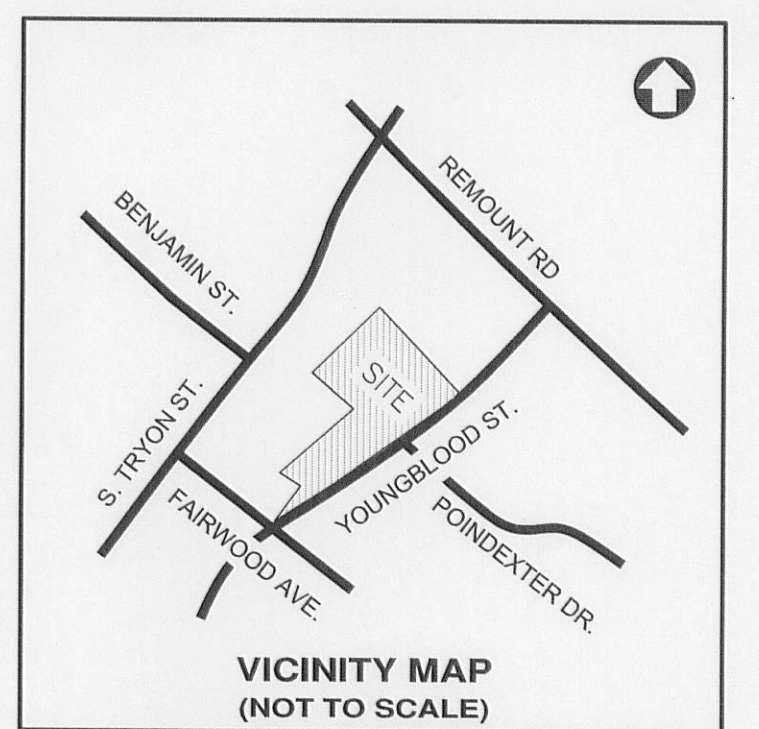 REMOUNT RD
BENJAMIN ST.
SITE
S. TRYON ST.
YOUNGBLOOD ST.
FAIRWOOD AVE.
POINDEXTER DR.
VICINITY MAP
(NOT TO SCALE)